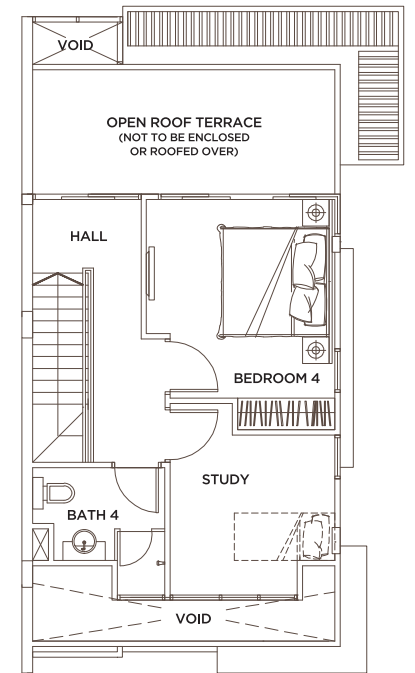 VOID
OPEN ROOF TERRACE
(NOT TO BE ENCLOSED
OR ROOFED OVER)
HALL
BEDROOM 4
STUDY
BATH 4
VOID